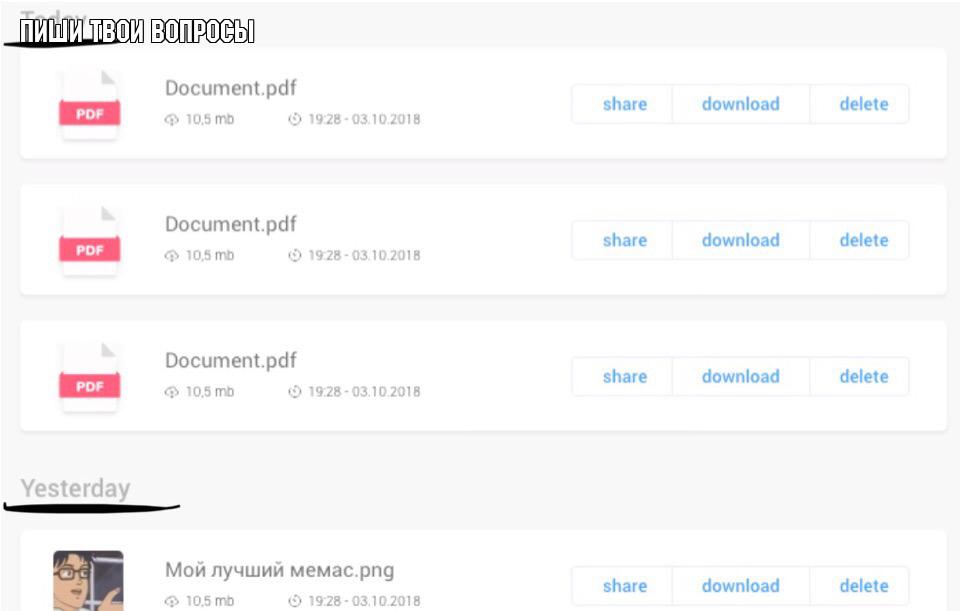 Today
ПИШИ ТВОИ ВОПРОСЫ
Document.pdf
PDF
10,5 mb 19:28 - 03.10.2018
share download delete
Document.pdf
PDF
10,5 mb 19:28 - 03.10.2018
share download delete
Document.pdf
PDF
10,5 mb 19:28 - 03.10.2018
share download delete
Yesterday
Мой лучший мемас.png
10,5 mb 19:28 - 03.10.2018
share download delete